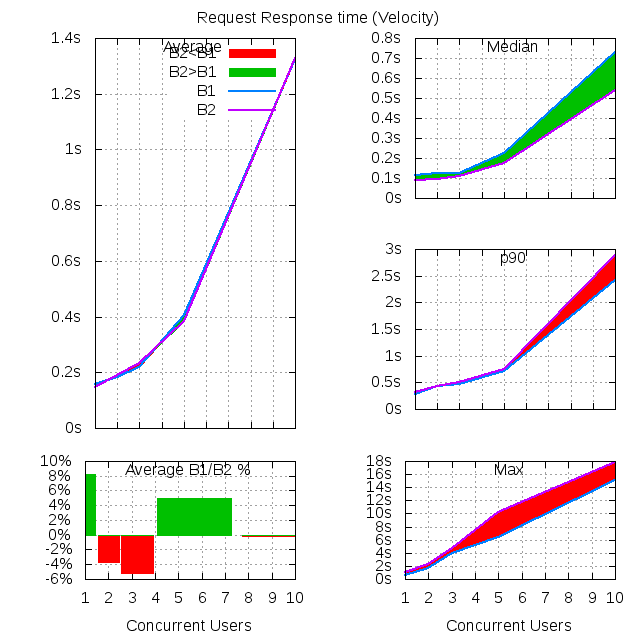 Request Response time (Velocity)
Average
B2<B1
B2>B1
B1
B2
1.4s
1.2s
1s
0.8s
0.6s
0.4s
0.2s
0s
Median
0.8s
0.7s
0.6s
0.5s
0.4s
0.3s
0.2s
0.1s
0s
p90
3s
2.5s
2s
1.5s
1s
0.5s
0s
Average B1/B2 %
10%
8%
6%
4%
2%
0%
-2%
-4%
-6%
1 2 3 4 5 6 7 8 9 10
Concurrent Users
Max
18s
16s
14s
12s
10s
8s
6s
4s
2s
0s
1 2 3 4 5 6 7 8 9 10
Concurrent Users